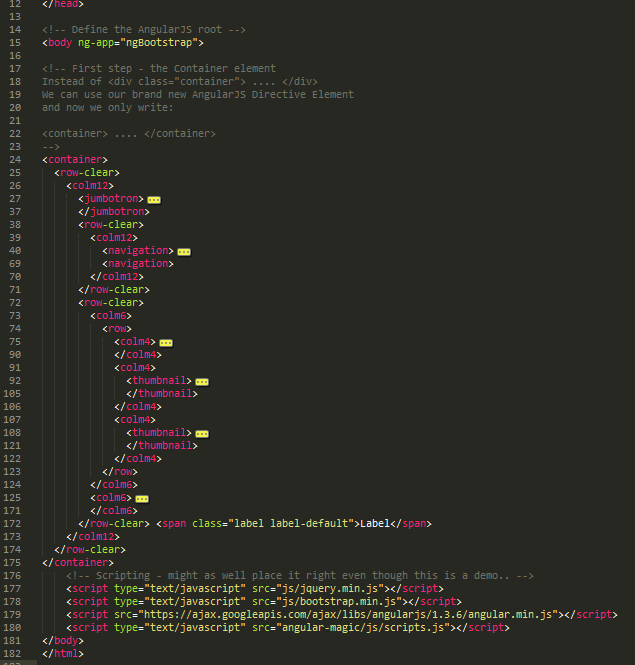 12 </head>
13
14 <!-- Define the AngularJS root -->
15 <body ng-app="ngBootstrap">
16
17 <!-- First step - the Container element
18 Instead of <div class="container"> .... </div>
19 We can use our brand new AngularJS Directive Element
20 and now we only write:
21
22 <container> .... </container>
23 -->
24 <container>
25 <row-clear>
26 <colm12>
27 <jumbotron>
37 </jumbotron>
38 <row-clear>
39 <colm12>
40 <navigation>
69 <navigation>
70 </colm12>
71 </row-clear>
72 <row-clear>
73 <colm6>
74 <row>
75 <colm4>
90 </colm4>
91 <colm4>
92 <thumbnail>
105 </thumbnail>
106 </colm4>
107 <colm4>
108 <thumbnail>
121 </thumbnail>
122 </colm4>
123 </row>
124 </colm6>
125 <colm6>
171 </colm6>
172 </row-clear> <span class="label label-default">Label</span>
173 </colm12>
174 </row-clear>
175 </container>
176 <!-- Scripting - might as well place it right even though this is a demo.. -->
177 <script type="text/javascript" src="js/jquery.min.js"></script>
178 <script type="text/javascript" src="js/bootstrap.min.js"></script>
179 <script src="https://ajax.googleapis.com/ajax/libs/angularjs/1.3.6/angular.min.js"></script>
180 <script type="text/javascript" src="angular-magic/js/scripts.js"></script>
181 </body>
182 </html>